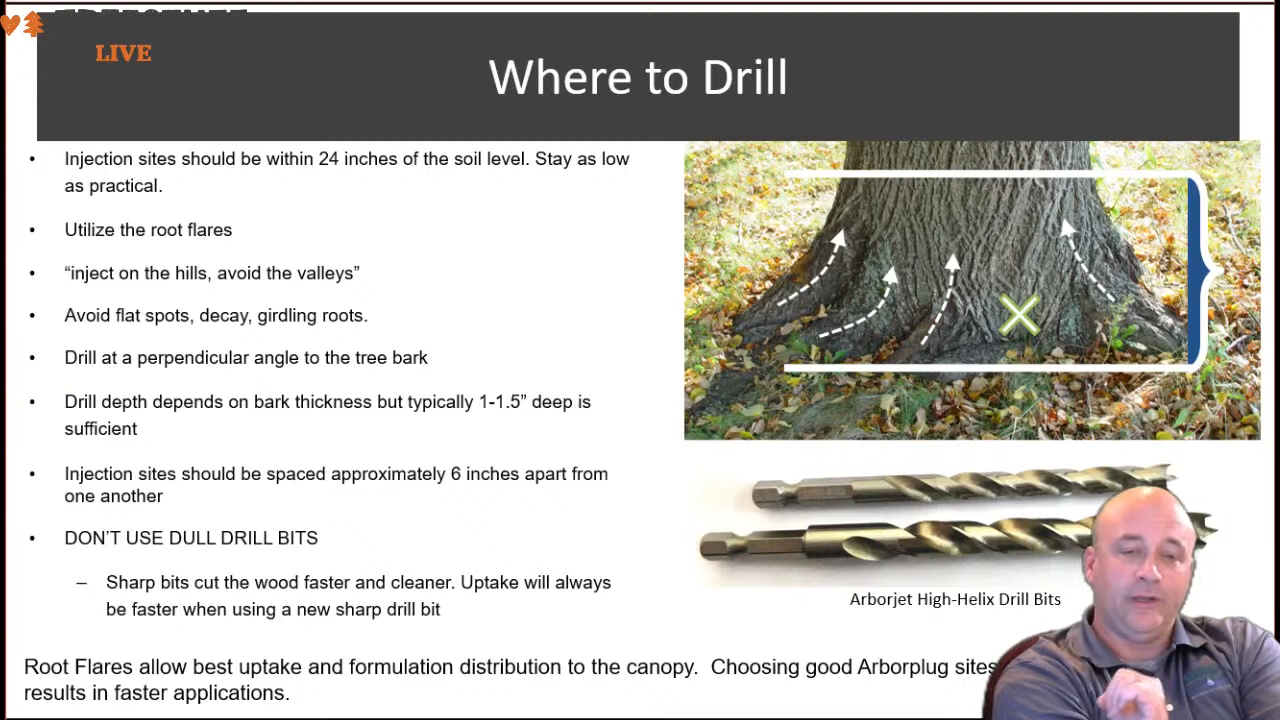 LIVE
Where to Drill
• Injection sites should be within 24 inches of the soil level. Stay as low
as practical.
• Utilize the root flares
• “inject on the hills, avoid the valleys”
• Avoid flat spots, decay, girdling roots.
• Drill at a perpendicular angle to the tree bark
• Drill depth depends on bark thickness but typically 1-1.5” deep is
sufficient
• Injection sites should be spaced approximately 6 inches apart from
one another
• DON’T USE DULL DRILL BITS
– Sharp bits cut the wood faster and cleaner. Uptake will always
be faster when using a new sharp drill bit
Arborjet High-Helix Drill Bits
Root Flares allow best uptake and formulation distribution to the canopy. Choosing good Arborplug sites
results in faster applications.